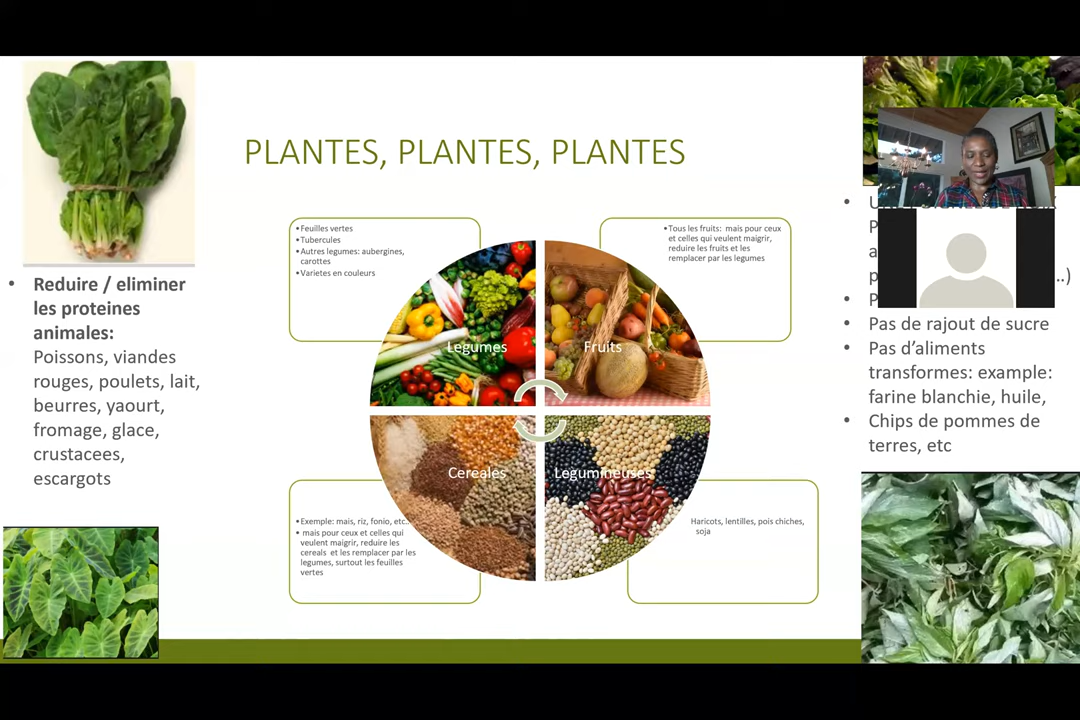 PLANTES, PLANTES, PLANTES
• Reduire / eliminer
les proteines
animales:
Poissons, viandes
rouges, poulets, lait,
beurres, yaourt,
fromage, glace,
crustacees,
escargots
• Feuilles vertes
• Tubercules
• Autres legumes: aubergines,
carottes
• Varietes en couleurs
Legumes
• Tous les fruits: mais pour ceux
et celles qui veulent maigrir,
reduire les fruits et les
remplacer par les legumes
Fruits
Cereales
• Exemple: mais, riz, fonio, etc..
• mais pour ceux et celles qui
veulent maigrir, reduire les
cereals et les remplacer par les
legumes, surtout les feuilles
vertes
Legumineuses
Haricots, lentilles, pois chiches,
soja
..)
• Pas de rajout de sucre
• Pas d’aliments
transformes: example:
farine blanchie, huile,
• Chips de pommes de
terres, etc